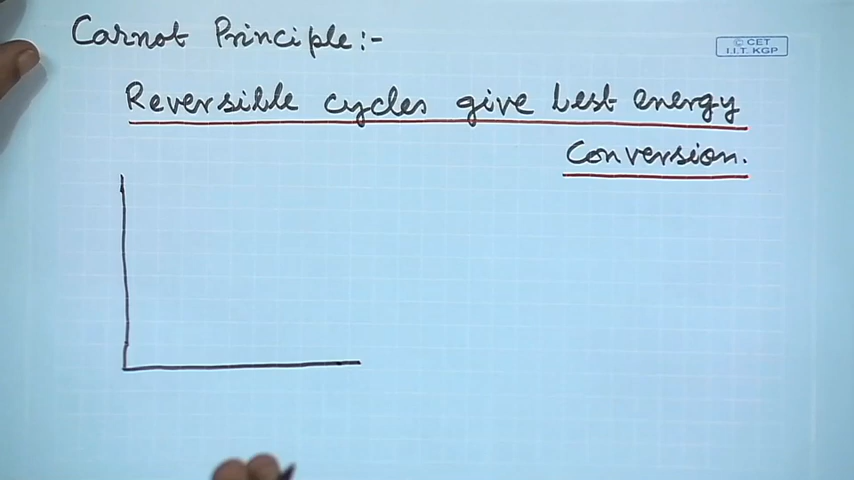 Carnot Principle:-
© CET
I.I.T. KGP
Reversible cycles give best energy
Conversion.